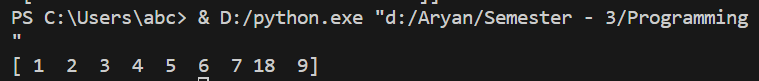 PS C:\Users\abc> & D:/python.exe "d:/Aryan/Semester - 3/Programming
"
[ 1  2  3  4  5  6  7 18  9]